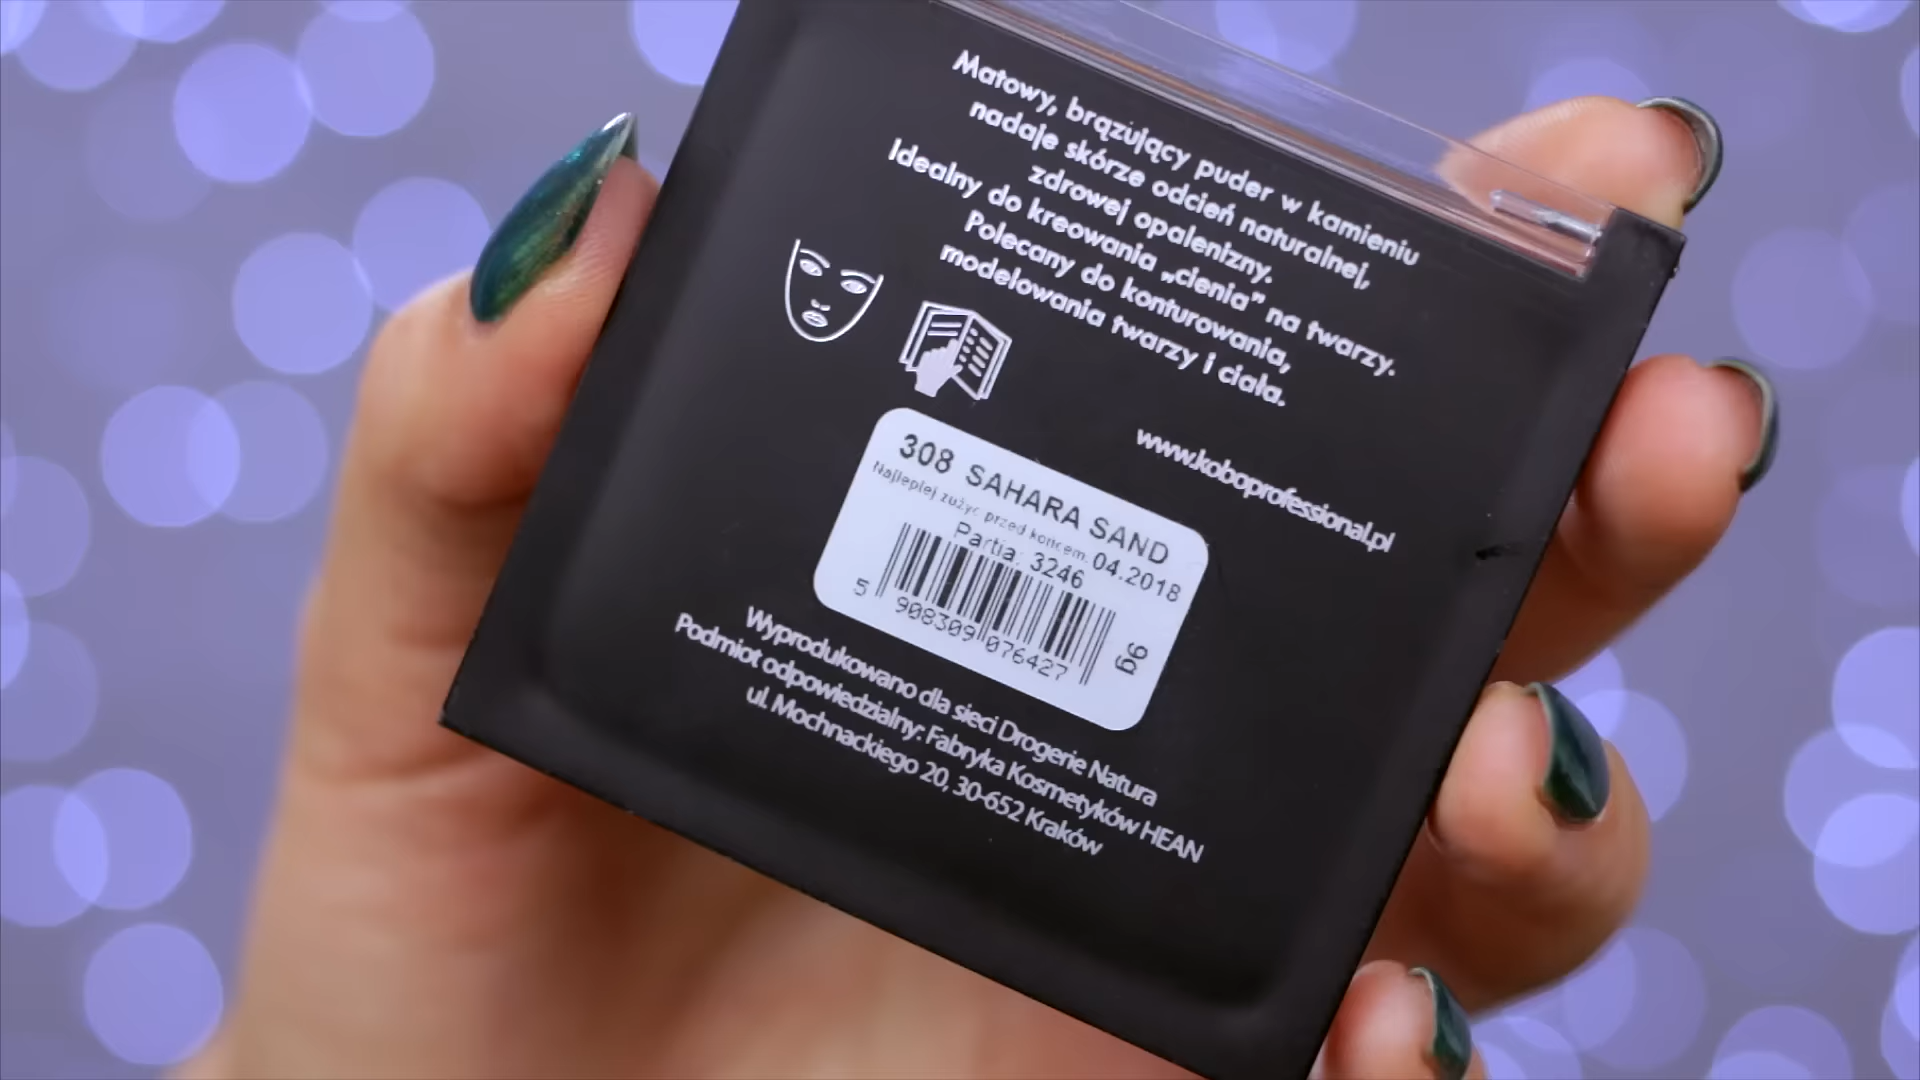 Matowy, brązujący puder w kamieniu
nadaje skórze odcień naturalnej,
zdrowej opalenizny.
Idealny do kreowania „cienia” na twarzy.
Polecany do konturowania,
modelowania twarzy i ciała.
www.koboprofessional.pl
308 SAHARA SAND
Najlepiej zużyć przed końcem: 04.2018
Partia: 3246
5 908309 076427
9g
Wyprodukowano dla sieci Drogerie Natura
Podmiot odpowiedzialny: Fabryka Kosmetyków HEAN
ul. Mochnackiego 20, 30-652 Kraków